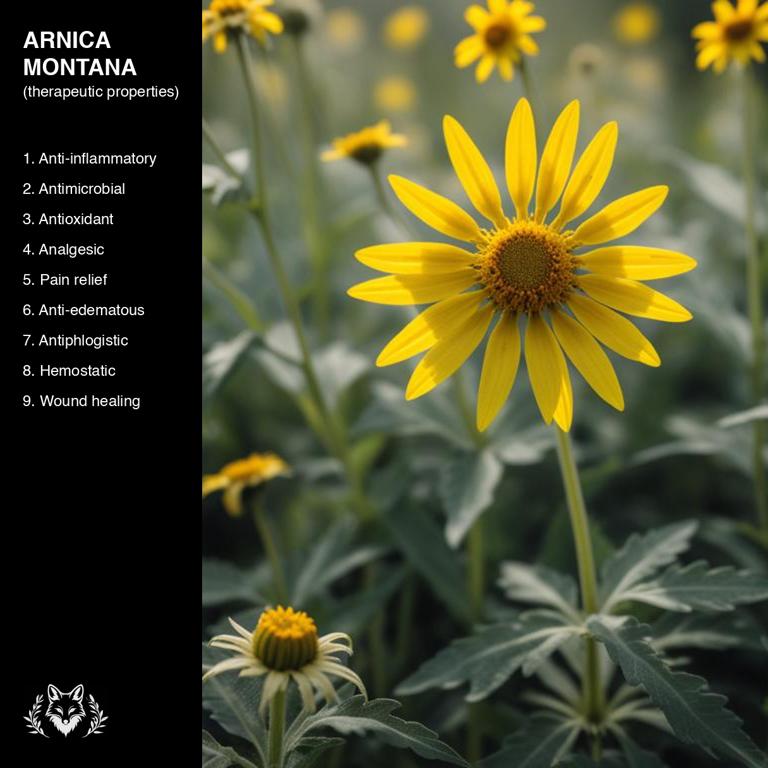 ARNICA
MONTANA
(therapeutic properties)
1. Anti-inflammatory
2. Antimicrobial
3. Antioxidant
4. Analgesic
5. Pain relief
6. Anti-edematous
7. Antiphlogistic
8. Hemostatic
9. Wound healing